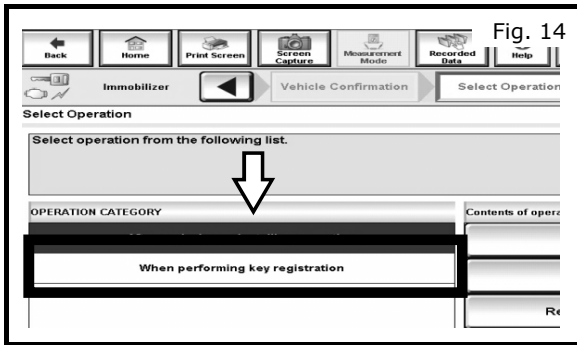 Fig. 14
Back
Home
Print Screen
Screen
Capture
Measurement
Mode
Recorded
Data
Help
Immobilizer
Vehicle Confirmation
Select Operation
Select Operation
Select operation from the following list.
OPERATION CATEGORY
Contents of opera
When performing key registration
Re